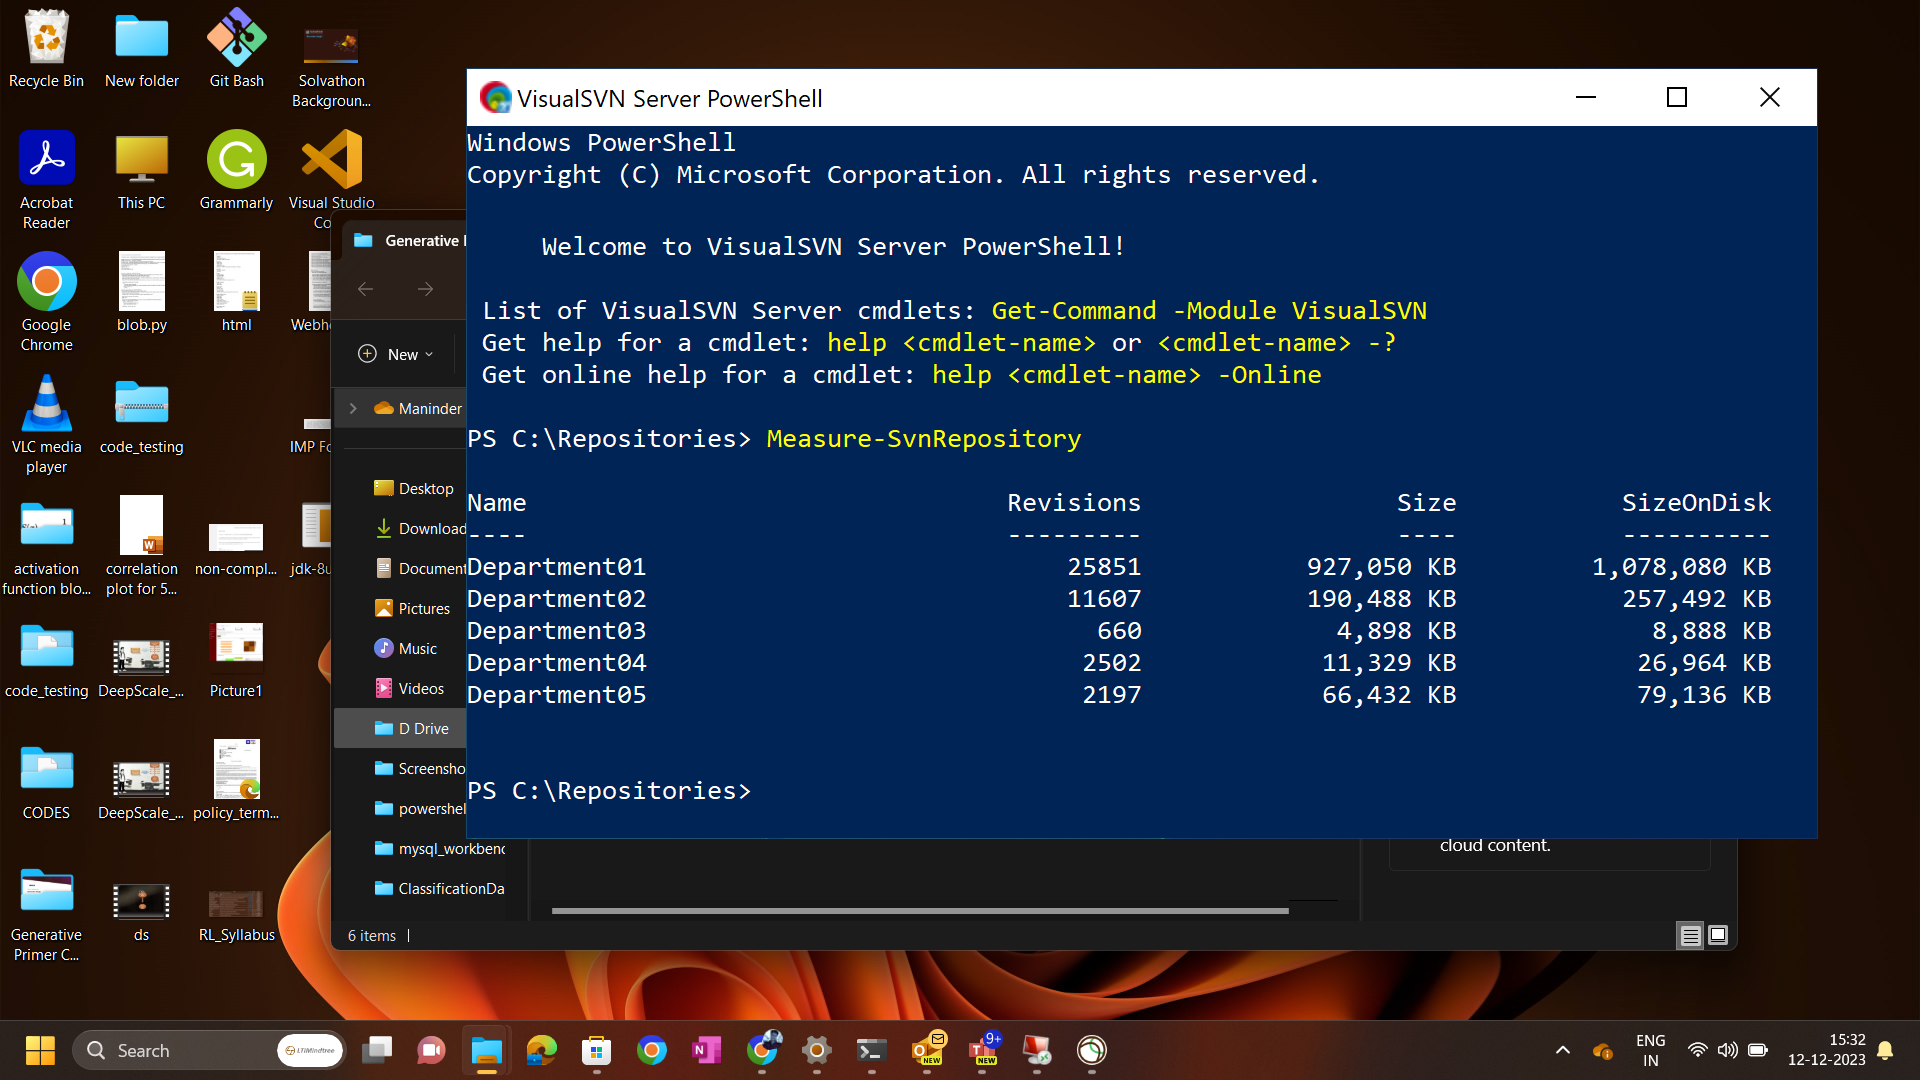 Recycle Bin
New folder
Git Bash
Solvathon
Backgroun...
Acrobat
Reader
This PC
Grammarly
Visual Studio
Co
Google
Chrome
blob.py
html
VLC media
player
code_testing
IMP Fo
activation
function blo...
correlation
plot for 5...
non-compl...
jdk-8u
code_testing
DeepScale_...
Picture1
CODES
DeepScale_...
policy_term...
Generative
Primer C...
ds
RL_Syllabus
Generative
New
Maninder
Desktop
Download
Document
Pictures
Music
Videos
D Drive
Screensho
powershel
mysql_workbenc
ClassificationDa
6 items
cloud content.
VisualSVN Server PowerShell
Windows PowerShell
Copyright (C) Microsoft Corporation. All rights reserved.
Welcome to VisualSVN Server PowerShell!
List of VisualSVN Server cmdlets: Get-Command -Module VisualSVN
Get help for a cmdlet: help <cmdlet-name> or <cmdlet-name> -?
Get online help for a cmdlet: help <cmdlet-name> -Online
PS C:\Repositories> Measure-SvnRepository
Name Revisions Size SizeOnDisk
---- --------- ---- ----------
Department01 25851 927,050 KB 1,078,080 KB
Department02 11607 190,488 KB 257,492 KB
Department03 660 4,898 KB 8,888 KB
Department04 2502 11,329 KB 26,964 KB
Department05 2197 66,432 KB 79,136 KB
PS C:\Repositories>
Search
LTIMindtree
NEW
9+
NEW
ENG
IN
15:32
12-12-2023